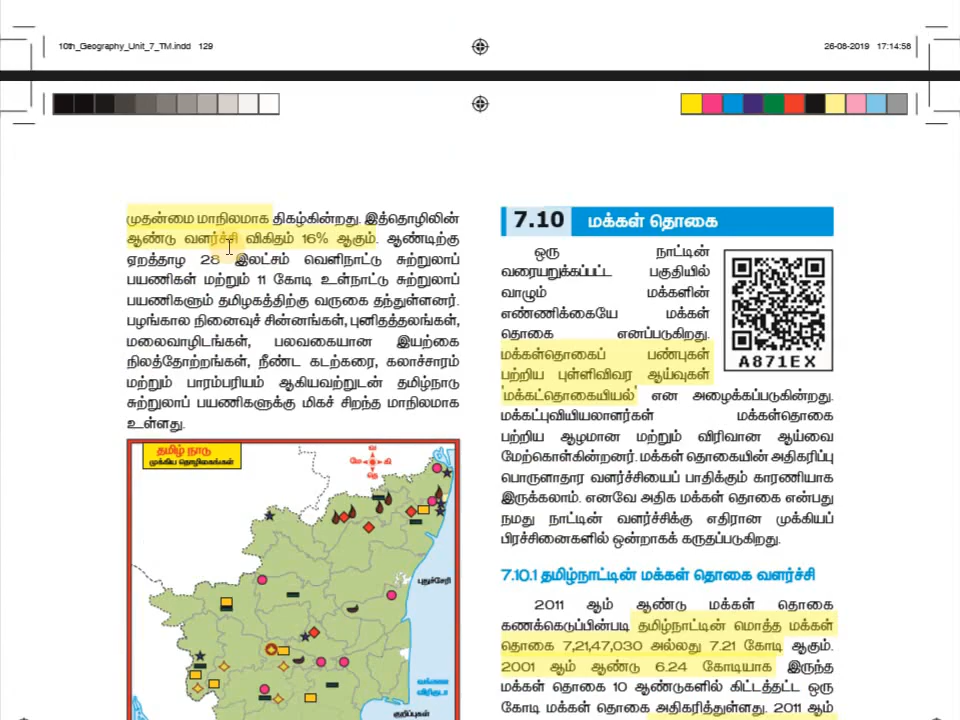 10th_Geography_Unit_7_TM.indd 129
26-08-2019 17:14:58
முதன்மை மாநிலமாக திகழ்கின்றது. இத்தொழிலின்
ஆண்டு வளர்ச்சி விகிதம் 16% ஆகும். ஆண்டிற்கு
ஏறத்தாழ 28 இலட்சம் வெளிநாட்டு சுற்றுலாப்
பயணிகள் மற்றும் 11 கோடி உள்நாட்டு சுற்றுலாப்
பயணிகளும் தமிழகத்திற்கு வருகை தந்துள்ளனர்.
பழங்கால நினைவுச் சின்னங்கள், புனிதத்தலங்கள்,
மலைவாழிடங்கள், பலவகையான இயற்கை
நிலத்தோற்றங்கள், நீண்ட கடற்கரை, கலாச்சாரம்
மற்றும் பாரம்பரியம் ஆகியவற்றுடன் தமிழ்நாடு
சுற்றுலாப் பயணிகளுக்கு மிகச் சிறந்த மாநிலமாக
உள்ளது.
தமிழ் நாடு
முக்கிய தொழிலகங்கள்
வ
மே கி
தெ
புதுச்சேரி
வங்காள
விரிகுடா
குறிப்புகள்
7.10 மக்கள் தொகை
ஒரு நாட்டின்
வரையறுக்கப்பட்ட பகுதியில்
வாழும் மக்களின்
எண்ணிக்கையே மக்கள்
தொகை எனப்படுகிறது.
மக்கள்தொகைப் பண்புகள்
பற்றிய புள்ளிவிவர ஆய்வுகள்
'மக்கட்தொகையியல்' என அழைக்கப்படுகின்றது.
மக்கட்புவியியலாளர்கள் மக்கள்தொகை
பற்றிய ஆழமான மற்றும் விரிவான ஆய்வை
மேற்கொள்கின்றனர். மக்கள் தொகையின் அதிகரிப்பு
பொருளாதார வளர்ச்சியைப் பாதிக்கும் காரணியாக
இருக்கலாம். எனவே அதிக மக்கள் தொகை என்பது
நமது நாட்டின் வளர்ச்சிக்கு எதிரான முக்கியப்
பிரச்சினைகளில் ஒன்றாகக் கருதப்படுகிறது.
A871EX
7.10.1 தமிழ்நாட்டின் மக்கள் தொகை வளர்ச்சி
2011 ஆம் ஆண்டு மக்கள் தொகை
கணக்கெடுப்பின்படி தமிழ்நாட்டின் மொத்த மக்கள்
தொகை 7,21,47,030 அல்லது 7.21 கோடி ஆகும்.
2001 ஆம் ஆண்டு 6.24 கோடியாக இருந்த
மக்கள் தொகை 10 ஆண்டுகளில் கிட்டத்தட்ட ஒரு
கோடி மக்கள் தொகை அதிகரித்துள்ளது. 2011 ஆம்